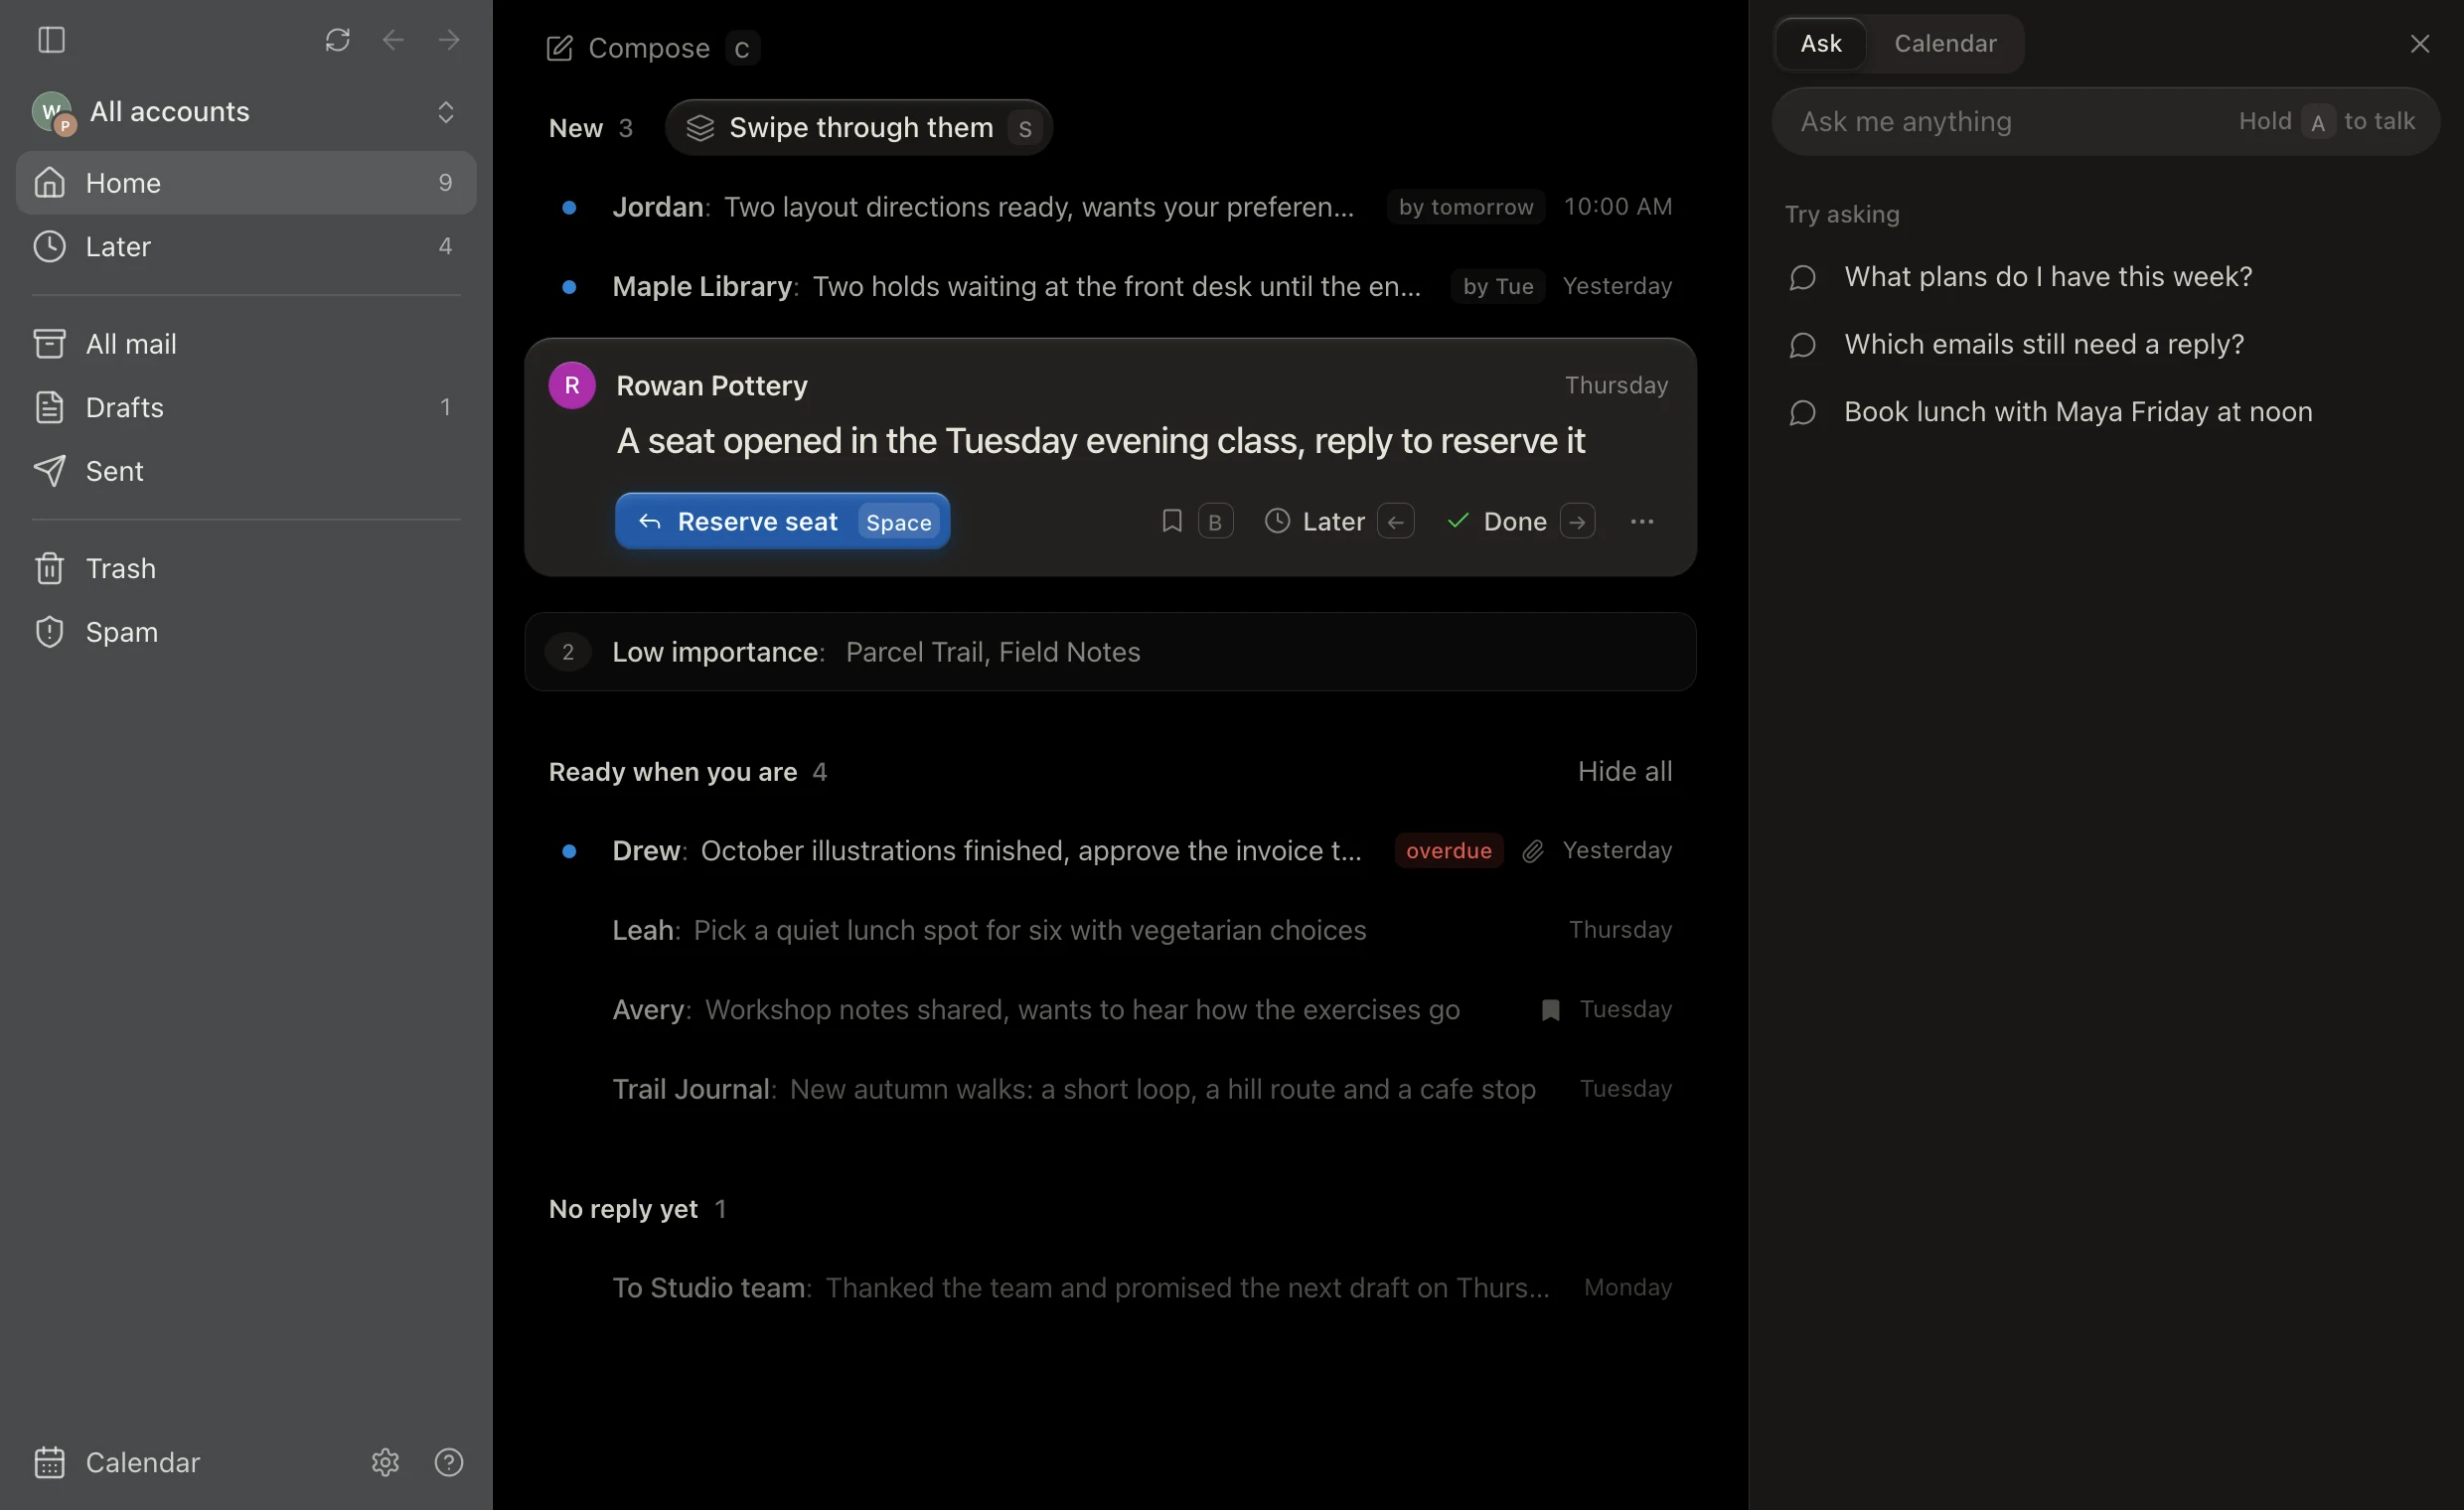 W
P
All accounts
Home 9
Later 4
All mail
Drafts 1
Sent
Trash
Spam
Calendar
Compose C
New 3 Swipe through them S
Jordan: Two layout directions ready, wants your preferen... by tomorrow 10:00 AM
Maple Library: Two holds waiting at the front desk until the en... by Tue Yesterday
R Rowan Pottery Thursday
A seat opened in the Tuesday evening class, reply to reserve it
Reserve seat Space B Later ← Done →
2 Low importance: Parcel Trail, Field Notes
Ready when you are 4 Hide all
Drew: October illustrations finished, approve the invoice t... overdue Yesterday
Leah: Pick a quiet lunch spot for six with vegetarian choices Thursday
Avery: Workshop notes shared, wants to hear how the exercises go Tuesday
Trail Journal: New autumn walks: a short loop, a hill route and a cafe stop Tuesday
No reply yet 1
To Studio team: Thanked the team and promised the next draft on Thurs... Monday
Ask Calendar
Ask me anything Hold A to talk
Try asking
What plans do I have this week?
Which emails still need a reply?
Book lunch with Maya Friday at noon